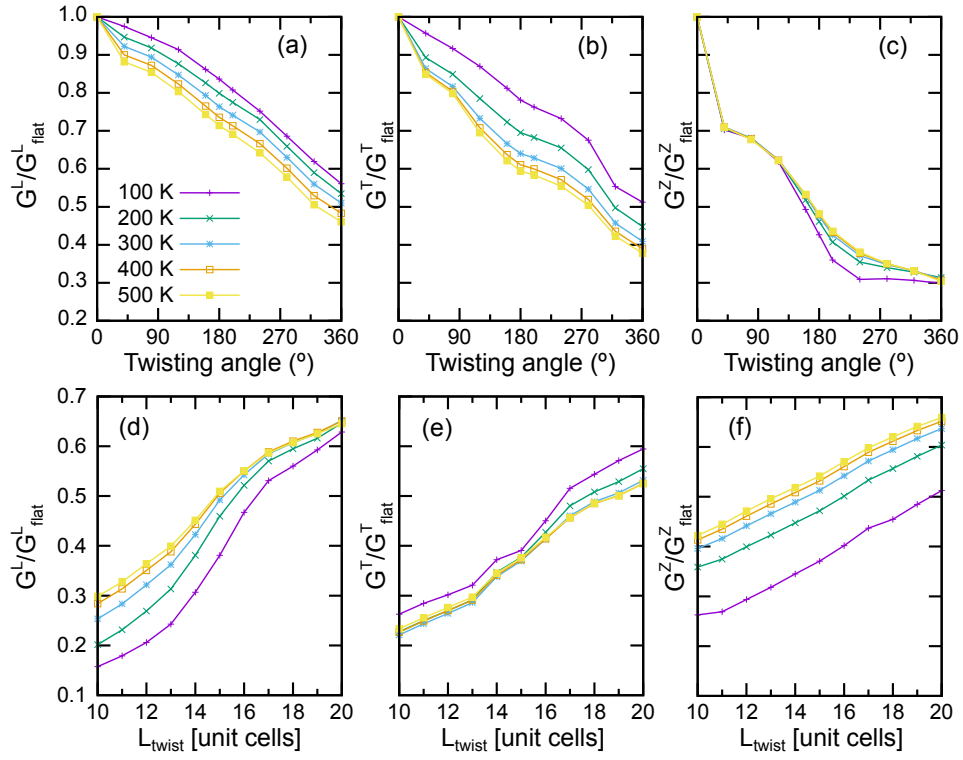 (a)
G^L/G^L_flat
1.0
0.9
0.8
0.7
0.6
0.5
0.4
0.3
0.2
100 K
200 K
300 K
400 K
500 K
0 90 180 270 360
Twisting angle (º)
(b)
G^T/G^T_flat
0 90 180 270 360
Twisting angle (º)
(c)
G^Z/G^Z_flat
0 90 180 270 360
Twisting angle (º)
(d)
G^L/G^L_flat
0.7
0.6
0.5
0.4
0.3
0.2
0.1
10 12 14 16 18 20
L_twist [unit cells]
(e)
G^T/G^T_flat
10 12 14 16 18 20
L_twist [unit cells]
(f)
G^Z/G^Z_flat
10 12 14 16 18 20
L_twist [unit cells]